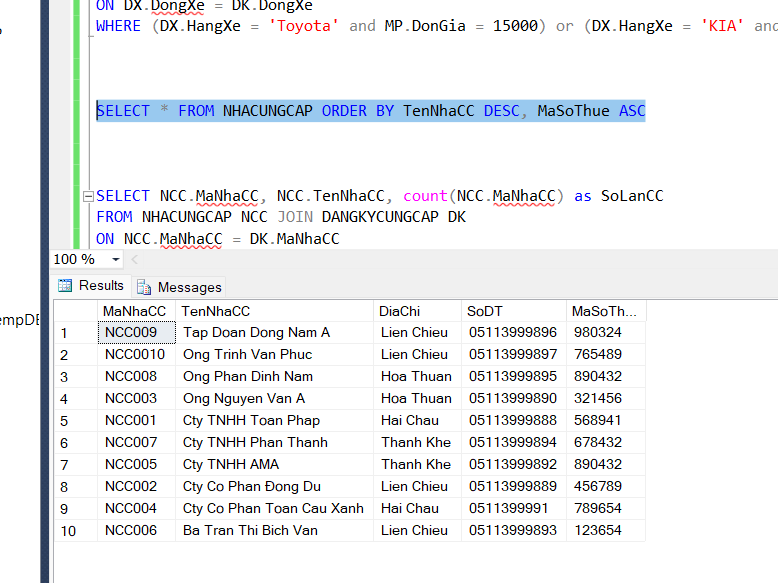 ON DX.DongXe = DK.DongXe
WHERE (DX.HangXe = 'Toyota' and MP.DonGia = 15000) or (DX.HangXe = 'KIA' and
SELECT * FROM NHACUNGCAP ORDER BY TenNhaCC DESC, MaSoThue ASC
SELECT NCC.MaNhaCC, NCC.TenNhaCC, count(NCC.MaNhaCC) as SoLanCC
FROM NHACUNGCAP NCC JOIN DANGKYCUNGCAP DK
ON NCC.MaNhaCC = DK.MaNhaCC
100 %
Results Messages
empDB
MaNhaCC TenNhaCC DiaChi SoDT MaSoTh...
1 NCC009 Tap Doan Dong Nam A Lien Chieu 05113999896 980324
2 NCC0010 Ong Trinh Van Phuc Lien Chieu 05113999897 765489
3 NCC008 Ong Phan Dinh Nam Hoa Thuan 05113999895 890432
4 NCC003 Ong Nguyen Van A Hoa Thuan 05113999890 321456
5 NCC001 Cty TNHH Toan Phap Hai Chau 05113999888 568941
6 NCC007 Cty TNHH Phan Thanh Thanh Khe 05113999894 678432
7 NCC005 Cty TNHH AMA Thanh Khe 05113999892 890432
8 NCC002 Cty Co Phan Đong Du Lien Chieu 05113999889 456789
9 NCC004 Cty Co Phan Toan Cau Xanh Hai Chau 051139991 789654
10 NCC006 Ba Tran Thi Bich Van Lien Chieu 05113999893 123654